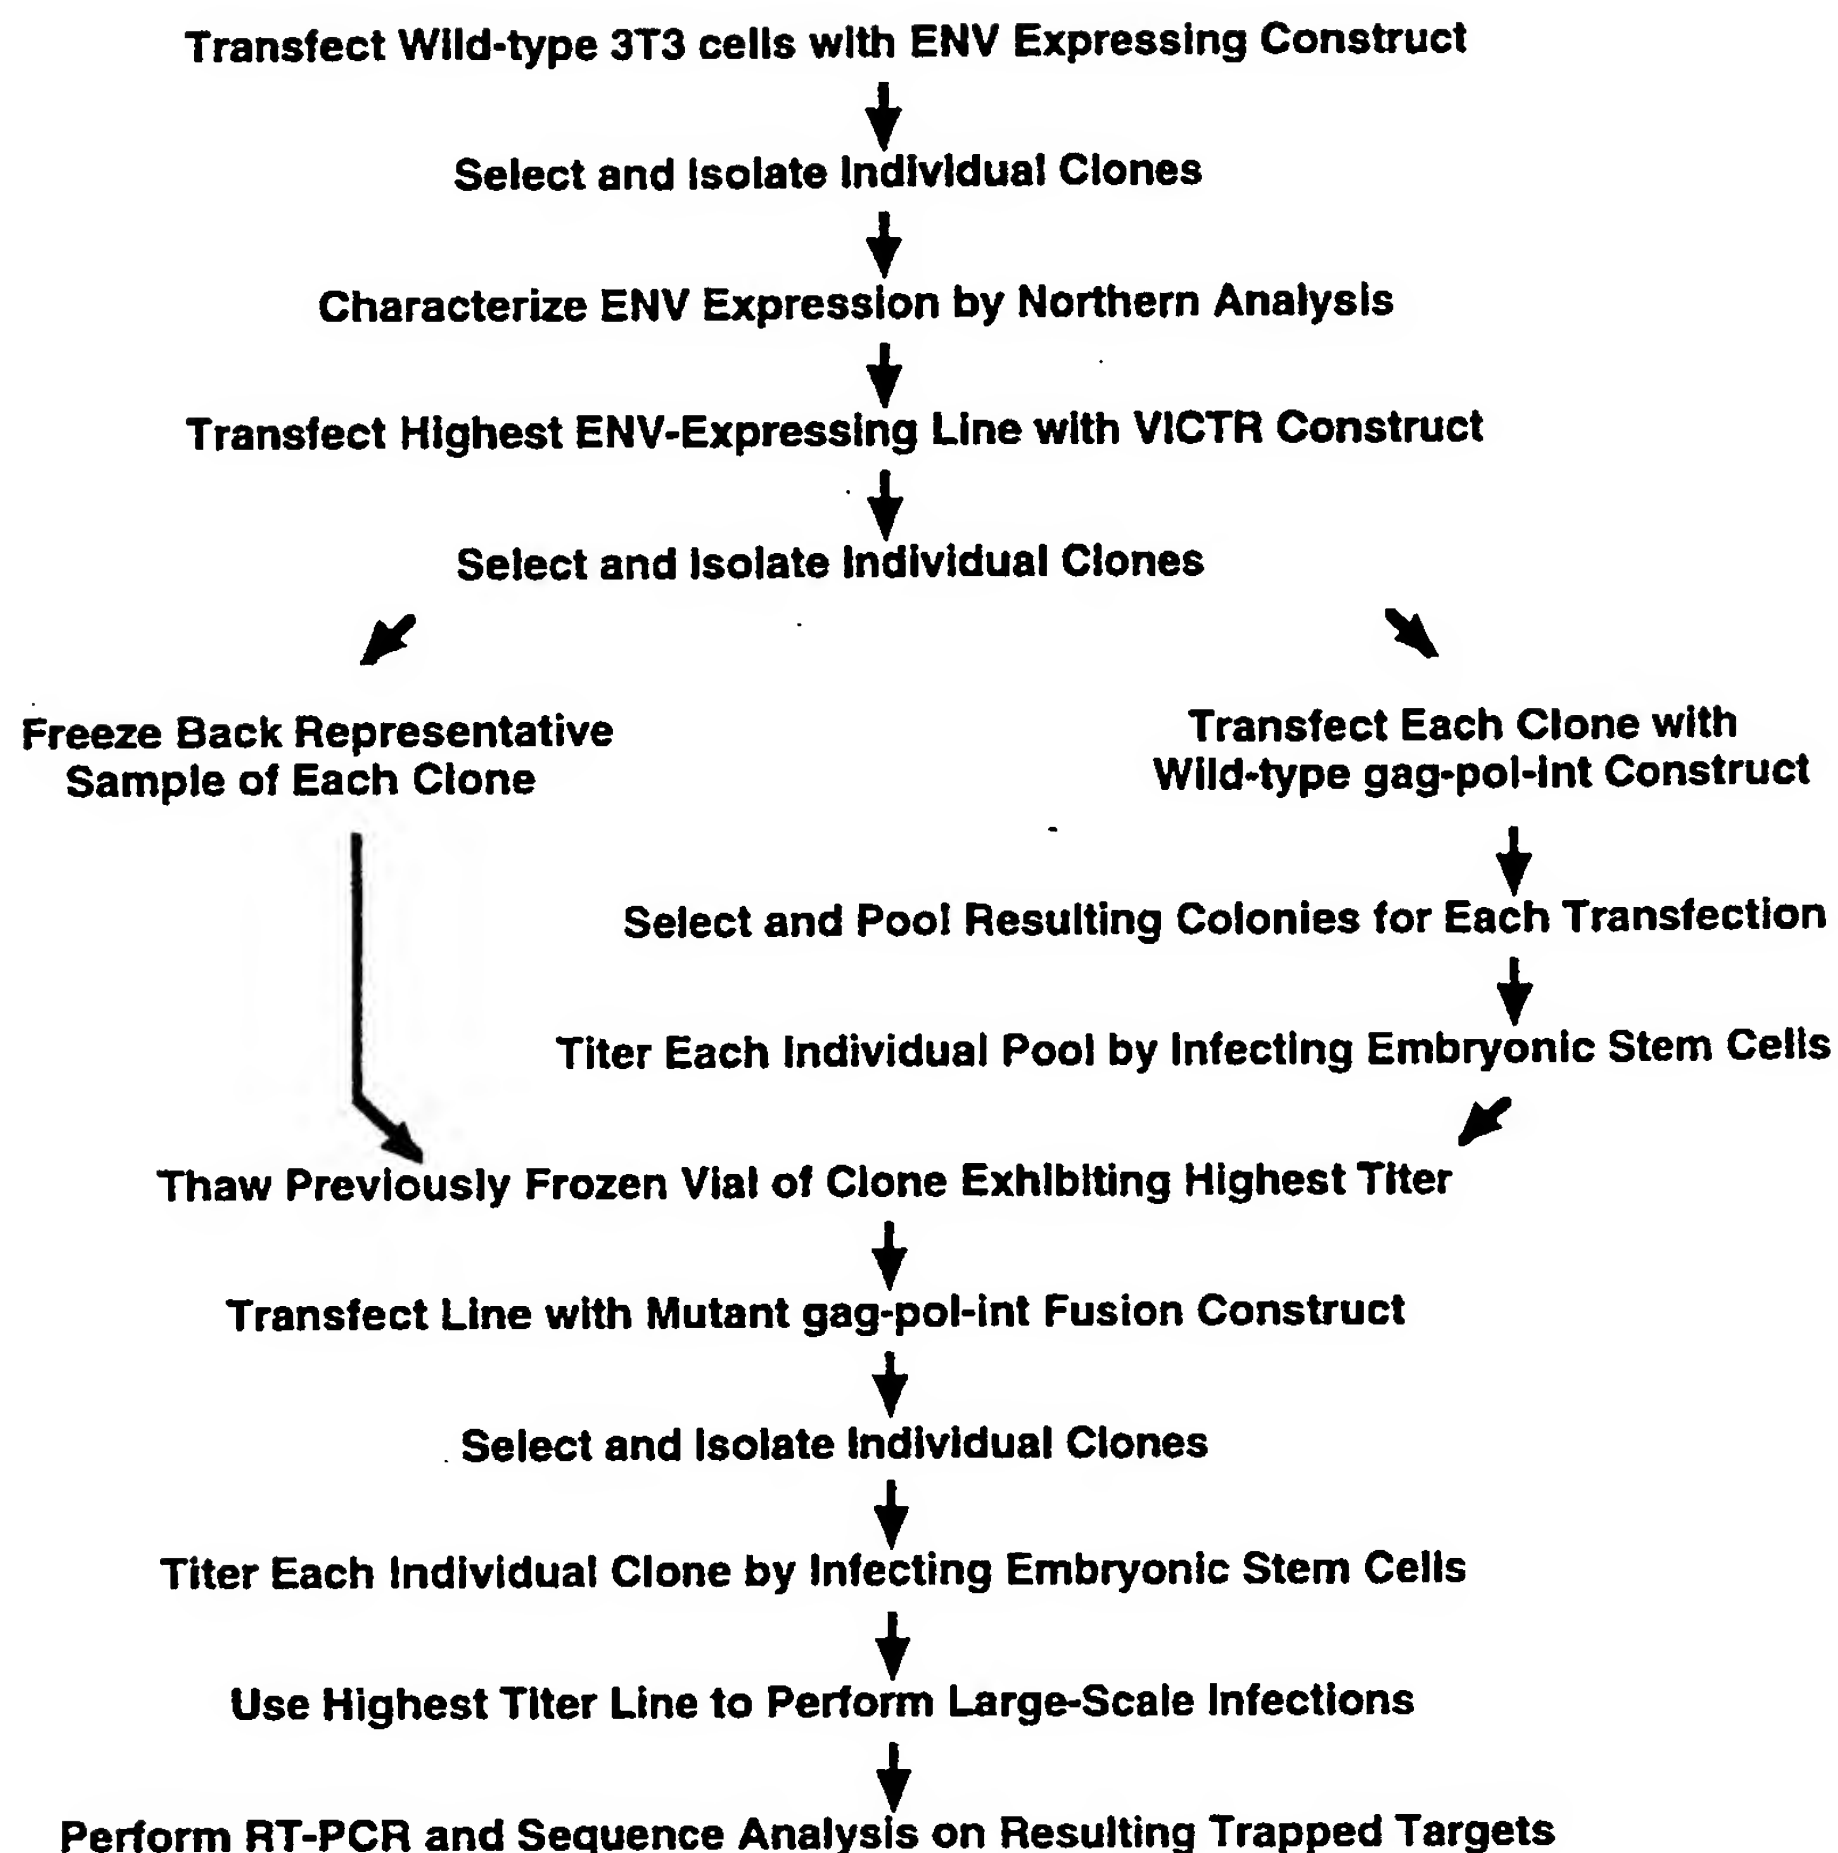 Transfect Wild-type 3T3 cells with ENV Expressing Construct
Select and Isolate Individual Clones
Characterize ENV Expression by Northern Analysis
Transfect Highest ENV-Expressing Line with VICTR Construct
Select and Isolate Individual Clones
Freeze Back Representative
Sample of Each Clone
Transfect Each Clone with
Wild-type gag-pol-int Construct
Select and Pool Resulting Colonies for Each Transfection
Titer Each Individual Pool by Infecting Embryonic Stem Cells
Thaw Previously Frozen Vial of Clone Exhibiting Highest Titer
Transfect Line with Mutant gag-pol-int Fusion Construct
Select and Isolate Individual Clones
Titer Each Individual Clone by Infecting Embryonic Stem Cells
Use Highest Titer Line to Perform Large-Scale Infections
Perform RT-PCR and Sequence Analysis on Resulting Trapped Targets